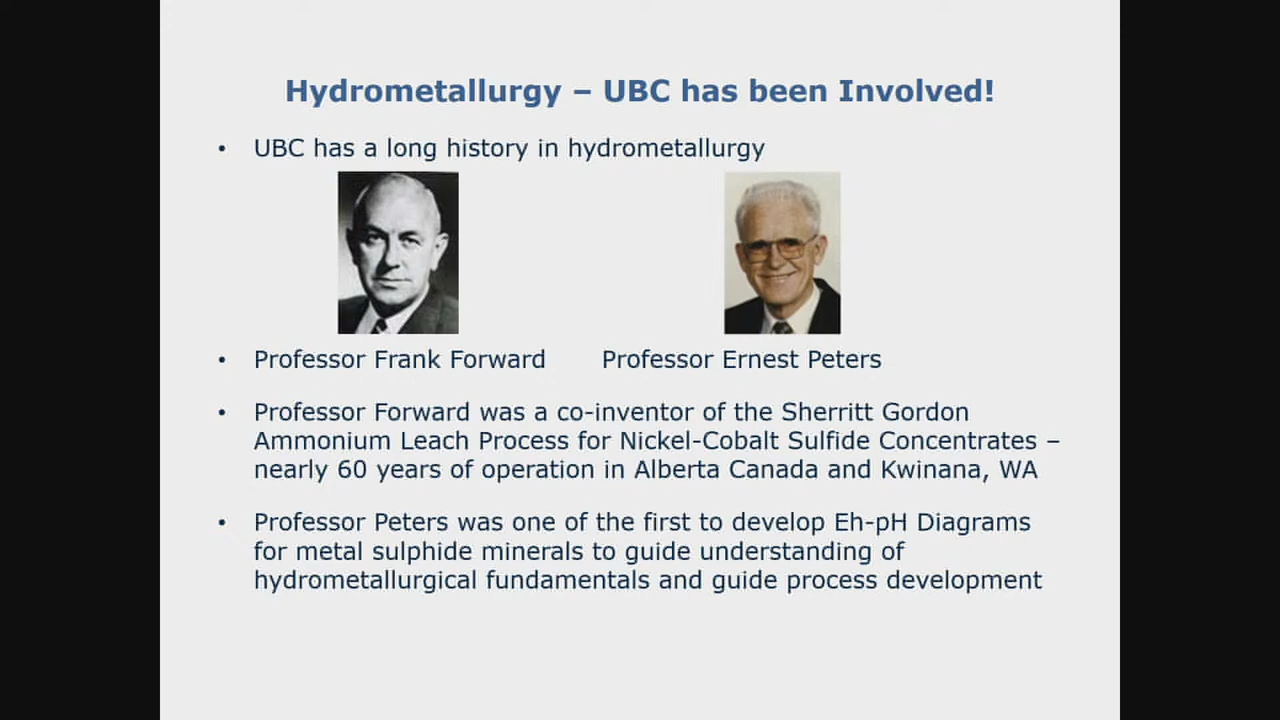 Hydrometallurgy – UBC has been Involved!
• UBC has a long history in hydrometallurgy
• Professor Frank Forward Professor Ernest Peters
• Professor Forward was a co-inventor of the Sherritt Gordon
Ammonium Leach Process for Nickel-Cobalt Sulfide Concentrates –
nearly 60 years of operation in Alberta Canada and Kwinana, WA
• Professor Peters was one of the first to develop Eh-pH Diagrams
for metal sulphide minerals to guide understanding of
hydrometallurgical fundamentals and guide process development